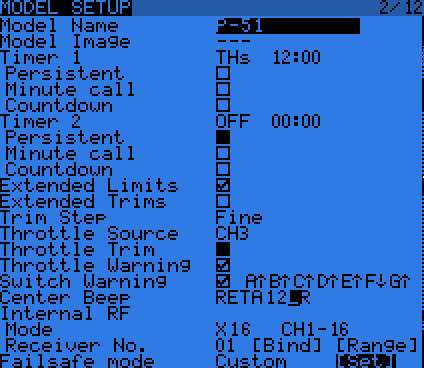 MODEL SETUP 2/12
Model Name P-51
Model Image ---
Timer 1 THs 12:00
Persistent
Minute call
Countdown
Timer 2 OFF 00:00
Persistent
Minute call
Countdown
Extended Limits
Extended Trims
Trim Step Fine
Throttle Source CH3
Throttle Trim
Throttle Warning
Switch Warning A↑B↑C↑D↑E↑F↓G↑
Center Beep RETA12 R
Internal RF
Mode X16 CH1-16
Receiver No. 01 [Bind] [Range]
Failsafe mode Custom [Set]